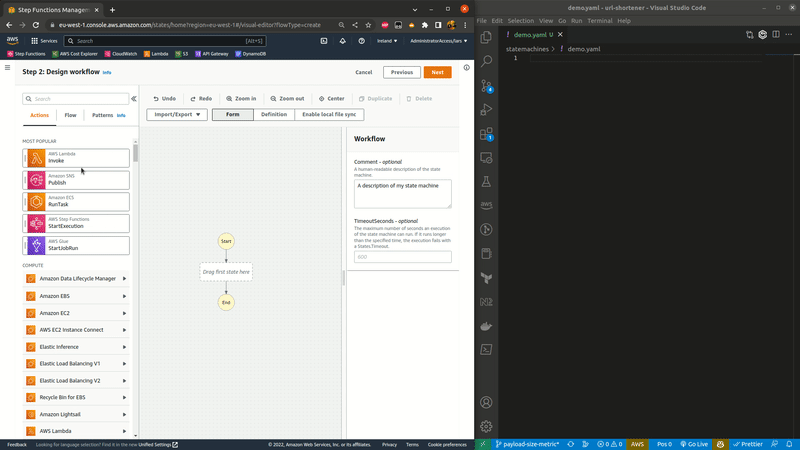 Step Functions Manager
eu-west-1.console.aws.amazon.com/states/home?region=eu-west-1#/visual-editor?flowType=create
aws
Services
Search
[Alt+S]
Ireland
AdministratorAccess/lars
Step Functions
AWS Cost Explorer
CloudWatch
Lambda
S3
API Gateway
DynamoDB
Step 2: Design workflow
Info
Cancel
Previous
Next
Search
Undo
Redo
Zoom in
Zoom out
Center
Duplicate
Delete
Actions
Flow
Patterns
Info
Import/Export
Form
Definition
Enable local file sync
MOST POPULAR
AWS Lambda
Invoke
Amazon SNS
Publish
Amazon ECS
RunTask
AWS Step Functions
StartExecution
AWS Glue
StartJobRun
COMPUTE
Amazon Data Lifecycle Manager
Amazon EBS
Amazon EC2
AWS EC2 Instance Connect
Elastic Inference
Elastic Load Balancing V1
Elastic Load Balancing V2
Recycle Bin for EBS
Amazon Lightsail
AWS Lambda
Start
Drag first state here
End
Workflow
Comment - optional
A human-readable description of the state
machine.
A description of my state machine
TimeoutSeconds - optional
The maximum number of seconds an execution
of the state machine can run. If it runs longer
than the specified time, the execution fails with
a States.Timeout.
600
Feedback
Looking for language selection? Find it in the new Unified Settings
© 2022, Amazon Web Services, Inc. or its affiliates.
Privacy
Terms
Cookie preferences
demo.yaml - url-shortener - Visual Studio Code
File Edit Selection View Go Run Terminal Help
demo.yaml U
statemachines > demo.yaml
1
4
1
aws
payload-size-metric*
0 0
AWS
Pos 0
Go Live
Prettier